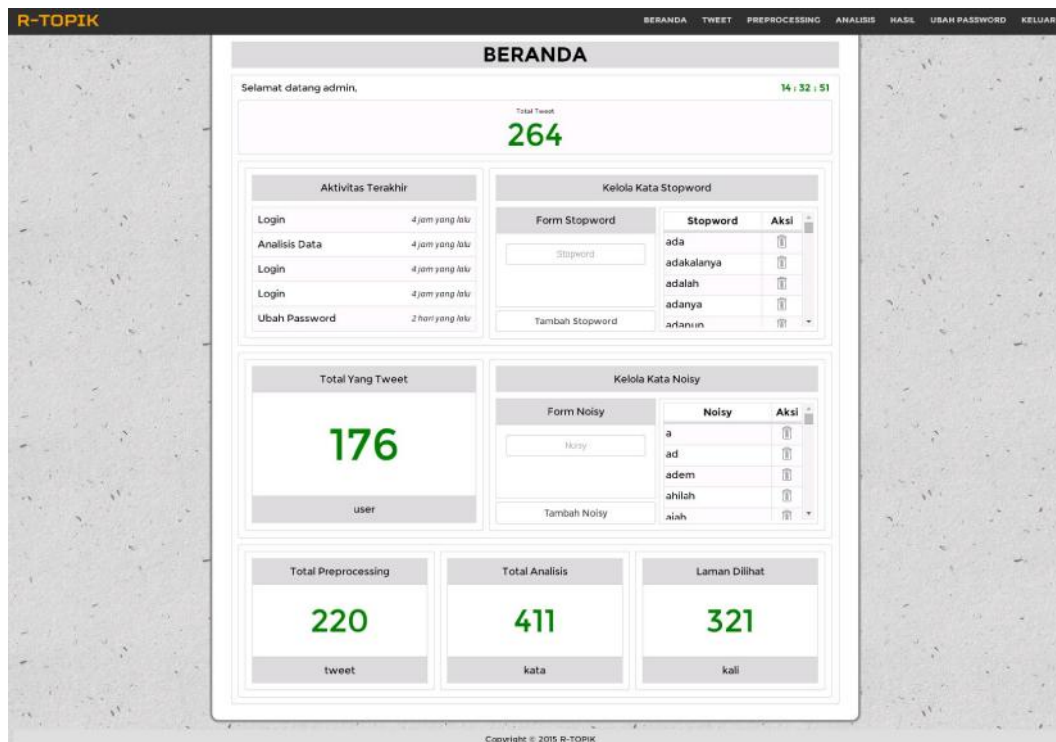 R-TOPIK
BERANDA TWEET PREPROCESSING ANALISIS HASIL UBAH PASSWORD KELUAR
BERANDA
Selamat datang admin, 14 : 32 : 51
Total Tweet
264
Aktivitas Terakhir
Login 4 jam yang lalu
Analisis Data 4 jam yang lalu
Login 4 jam yang lalu
Login 4 jam yang lalu
Ubah Password 2 hari yang lalu
Kelola Kata Stopword
Form Stopword
Stopword
Tambah Stopword
Stopword Aksi
ada
adakalanya
adalah
adanya
adapun
Total Yang Tweet
176
user
Kelola Kata Noisy
Form Noisy
Noisy
Tambah Noisy
Noisy Aksi
a
ad
adem
ahilah
ajah
Total Preprocessing
220
tweet
Total Analisis
411
kata
Laman Dilihat
321
kali
Copyright © 2015 R-TOPIK